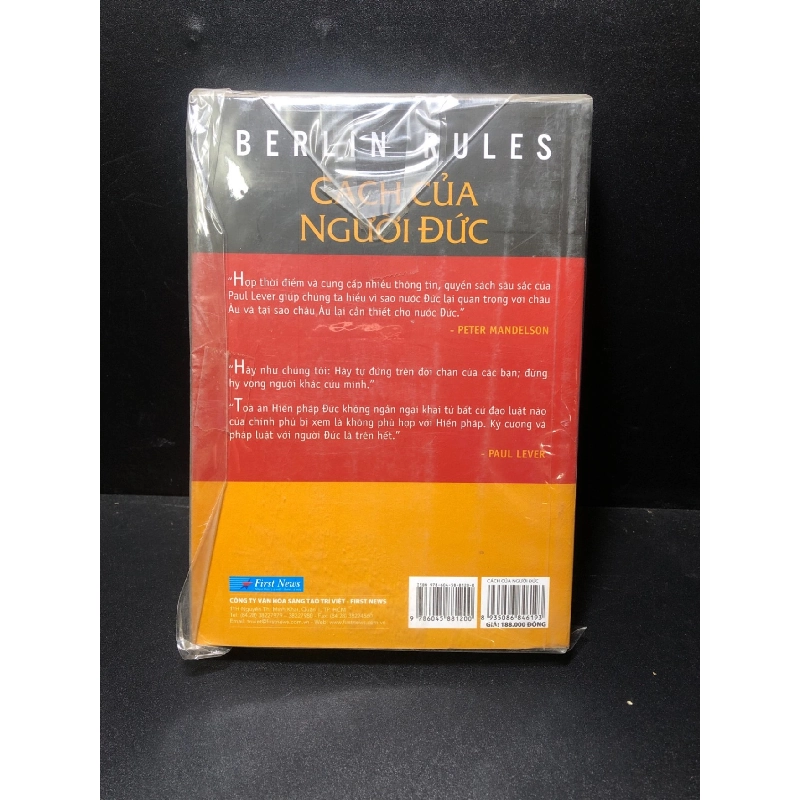 BERLIN RULES
CÁCH CỦA
NGƯỜI ĐỨC
“Hợp thời điểm và cung cấp nhiều thông tin, quyển sách sâu sắc của
Paul Lever giúp chúng ta hiểu vì sao nước Đức lại quan trọng với châu
Âu và tại sao châu Âu lại cần thiết cho nước Đức.”
- PETER MANDELSON
“Hãy như chúng tôi: Hãy tự đứng trên đôi chân của các bạn; đừng
hy vọng người khác cứu mình.”
“Tòa án Hiến pháp Đức không ngần ngại khai tử bất cứ đạo luật nào
của chính phủ bị xem là không phù hợp với Hiến pháp. Kỷ cương và
pháp luật với người Đức là trên hết.”
- PAUL LEVER
First News
CÔNG TY VĂN HÓA SÁNG TẠO TRÍ VIỆT - FIRST NEWS
CÁCH CỦA NGƯỜI ĐỨC
9 786045 881200
8 935086 846193
GIÁ: 188.000 ĐỒNG